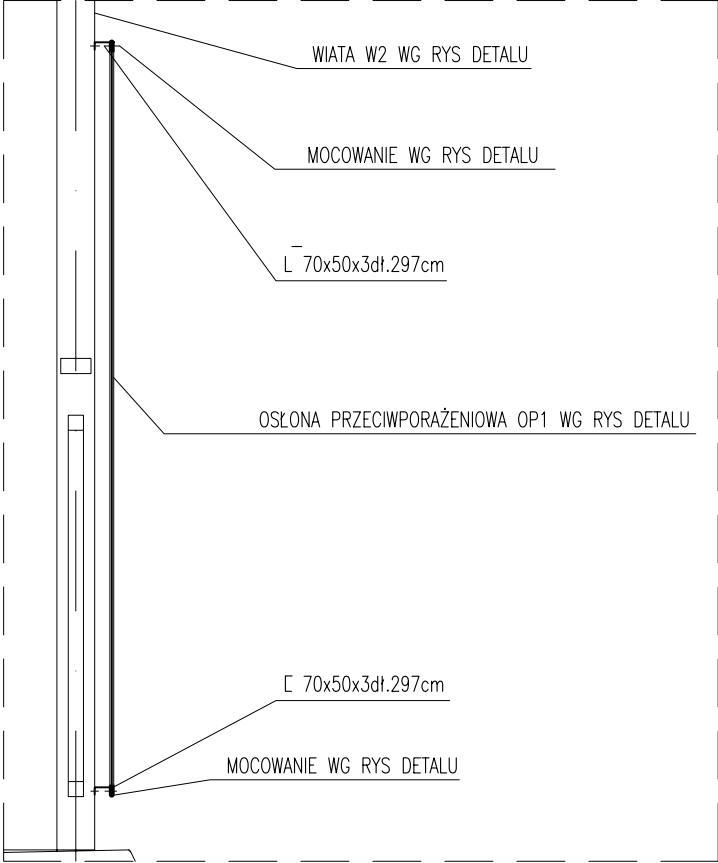 WIATA W2 WG RYS DETALU
MOCOWANIE WG RYS DETALU
L 70x50x3dł.297cm
OSŁONA PRZECIWPORAŻENIOWA OP1 WG RYS DETALU
[ 70x50x3dł.297cm
MOCOWANIE WG RYS DETALU